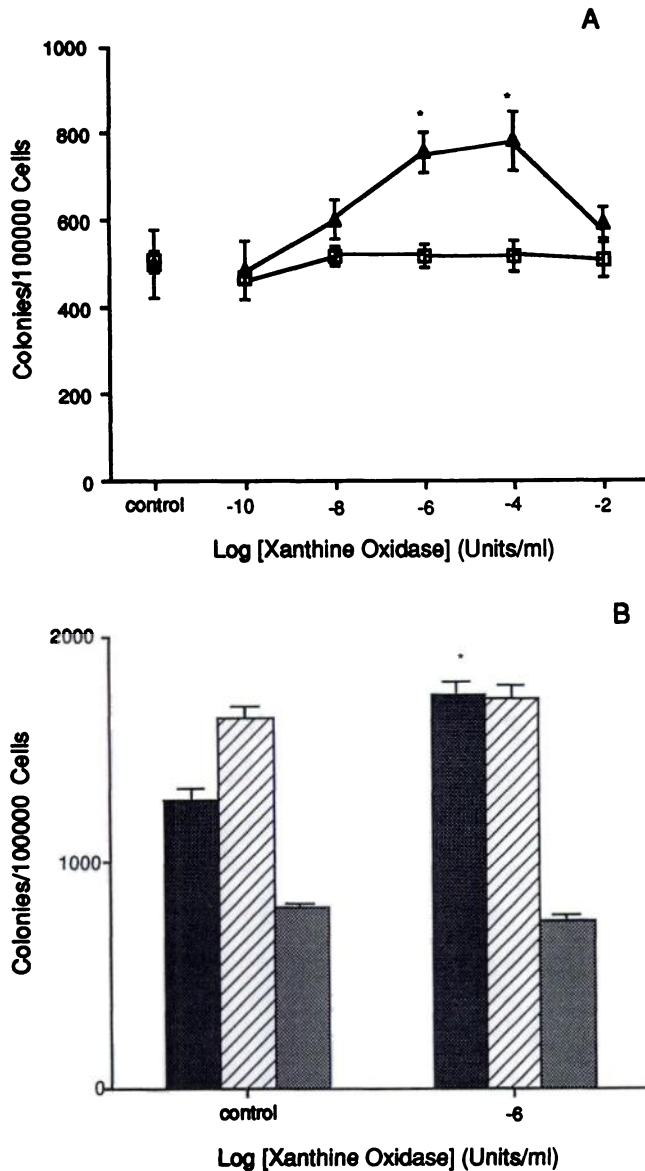 A
1000
800
600
400
200
0
Colonies/100000 Cells
* *
control -10 -8 -6 -4 -2
Log [Xanthine Oxidase] (Units/ml)
B
2000
1000
0
Colonies/100000 Cells
*
control -6
Log [Xanthine Oxidase] (Units/ml)